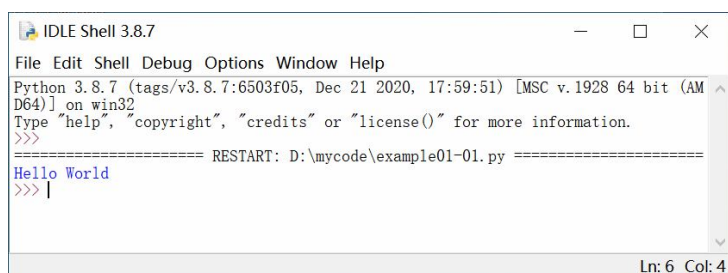 IDLE Shell 3.8.7
File Edit Shell Debug Options Window Help
Python 3.8.7 (tags/v3.8.7:6503f05, Dec 21 2020, 17:59:51) [MSC v.1928 64 bit (AM
D64)] on win32
Type "help", "copyright", "credits" or "license()" for more information.
>>>
====================== RESTART: D:\mycode\example01-01.py ======================
Hello World
>>>
Ln: 6 Col: 4